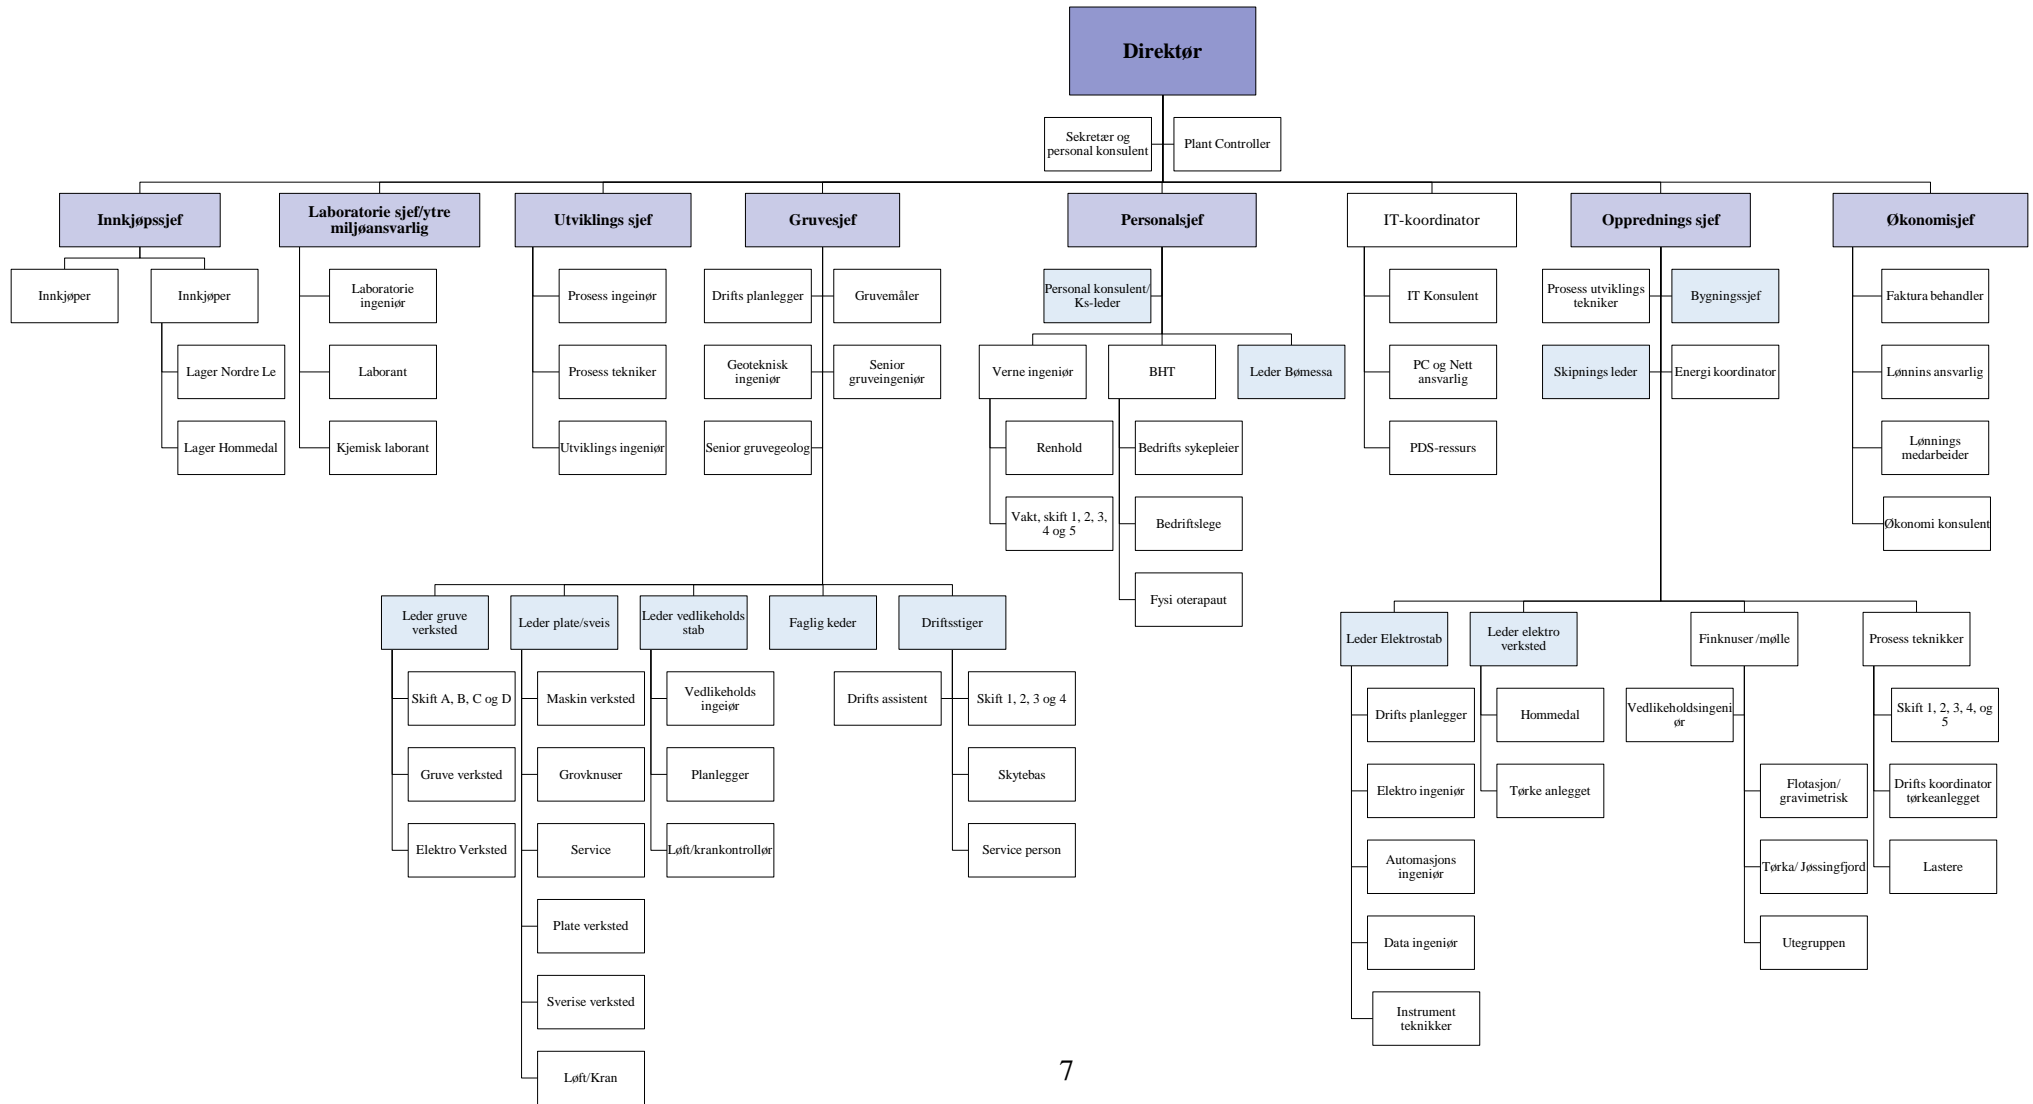 Direktør
Sekretær og
personal konsulent
Plant Controller
Innkjøpssjef
Laboratorie sjef/ytre
miljøansvarlig
Utviklings sjef
Gruvesjef
Personalsjef
IT-koordinator
Opprednings sjef
Økonomisjef
Innkjøper
Innkjøper
Lager Nordre Le
Lager Hommedal
Laboratorie
ingeniør
Laborant
Kjemisk laborant
Prosess ingeinør
Prosess tekniker
Utviklings ingeniør
Drifts planlegger
Gruvemåler
Geoteknisk
ingeniør
Senior
gruveingeniør
Senior gruvegeolog
Leder gruve
verksted
Skift A, B, C og D
Gruve verksted
Elektro Verksted
Leder plate/sveis
Maskin verksted
Grovknuser
Service
Plate verksted
Sverise verksted
Løft/Kran
Leder vedlikeholds
stab
Vedlikeholds
ingeiør
Planlegger
Løft/krankontrollør
Faglig keder
Driftsstiger
Drifts assistent
Skift 1, 2, 3 og 4
Skytebas
Service person
Personal konsulent/
Ks-leder
Verne ingeniør
Renhold
Vakt, skift 1, 2, 3,
4 og 5
BHT
Bedrifts sykepleier
Bedriftslege
Fysi oterapaut
Leder Bømessa
IT Konsulent
PC og Nett
ansvarlig
PDS-ressurs
Prosess utviklings
tekniker
Bygningssjef
Skipnings leder
Energi koordinator
Leder Elektrostab
Drifts planlegger
Elektro ingeniør
Automasjons
ingeniør
Data ingeniør
Instrument
teknikker
Leder elektro
verksted
Hommedal
Tørke anlegget
Finknuser /mølle
Vedlikeholdsingeni
ør
Flotasjon/
gravimetrisk
Tørka/ Jøssingfjord
Utegruppen
Prosess teknikker
Skift 1, 2, 3, 4, og
5
Drifts koordinator
tørkeanlegget
Lastere
Faktura behandler
Lønnins ansvarlig
Lønnings
medarbeider
Økonomi konsulent
7